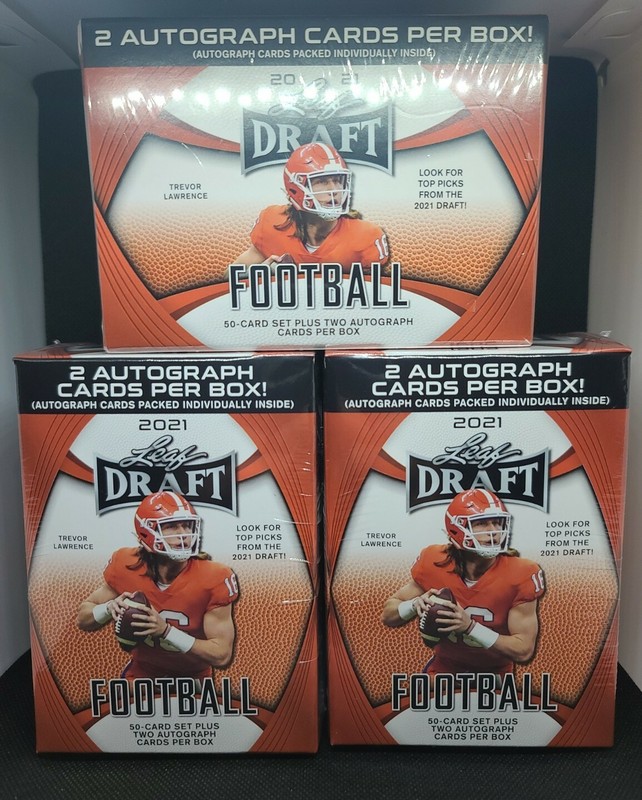 2 AUTOGRAPH CARDS PER BOX!
(AUTOGRAPH CARDS PACKED INDIVIDUALLY INSIDE)
20 21
Leaf
DRAFT
TREVOR
LAWRENCE
LOOK FOR
TOP PICKS
FROM THE
2021 DRAFT!
16
FOOTBALL
50-CARD SET PLUS TWO AUTOGRAPH
CARDS PER BOX
2 AUTOGRAPH
CARDS PER BOX!
(AUTOGRAPH CARDS PACKED INDIVIDUALLY INSIDE)
2021
Leaf
DRAFT
TREVOR
LAWRENCE
LOOK FOR
TOP PICKS
FROM THE
2021 DRAFT!
16
16
FOOTBALL
50-CARD SET PLUS
TWO AUTOGRAPH
CARDS PER BOX
2 AUTOGRAPH
CARDS PER BOX!
(AUTOGRAPH CARDS PACKED INDIVIDUALLY INSIDE)
2021
Leaf
DRAFT
TREVOR
LAWRENCE
LOOK FOR
TOP PICKS
FROM THE
2021 DRAFT!
16
16
FOOTBALL
50-CARD SET PLUS
TWO AUTOGRAPH
CARDS PER BOX